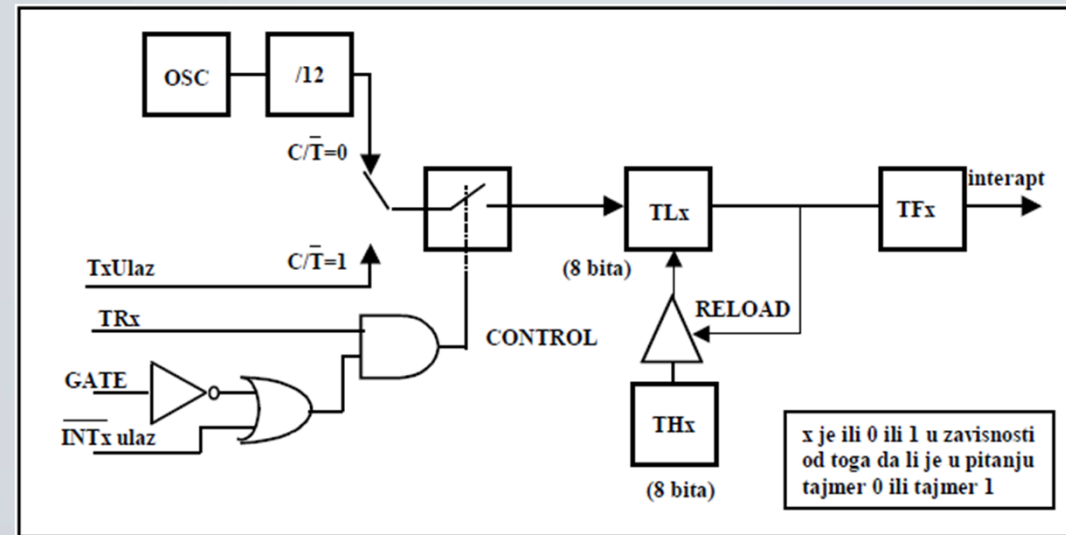 OSC
/12
C/T̅=0
interapt
TLx
TFx
C/T̅=1
TxUlaz
(8 bita)
TRx
RELOAD
CONTROL
GATE
I̅N̅T̅x ulaz
THx
(8 bita)
x je ili 0 ili 1 u zavisnosti
od toga da li je u pitanju
tajmer 0 ili tajmer 1